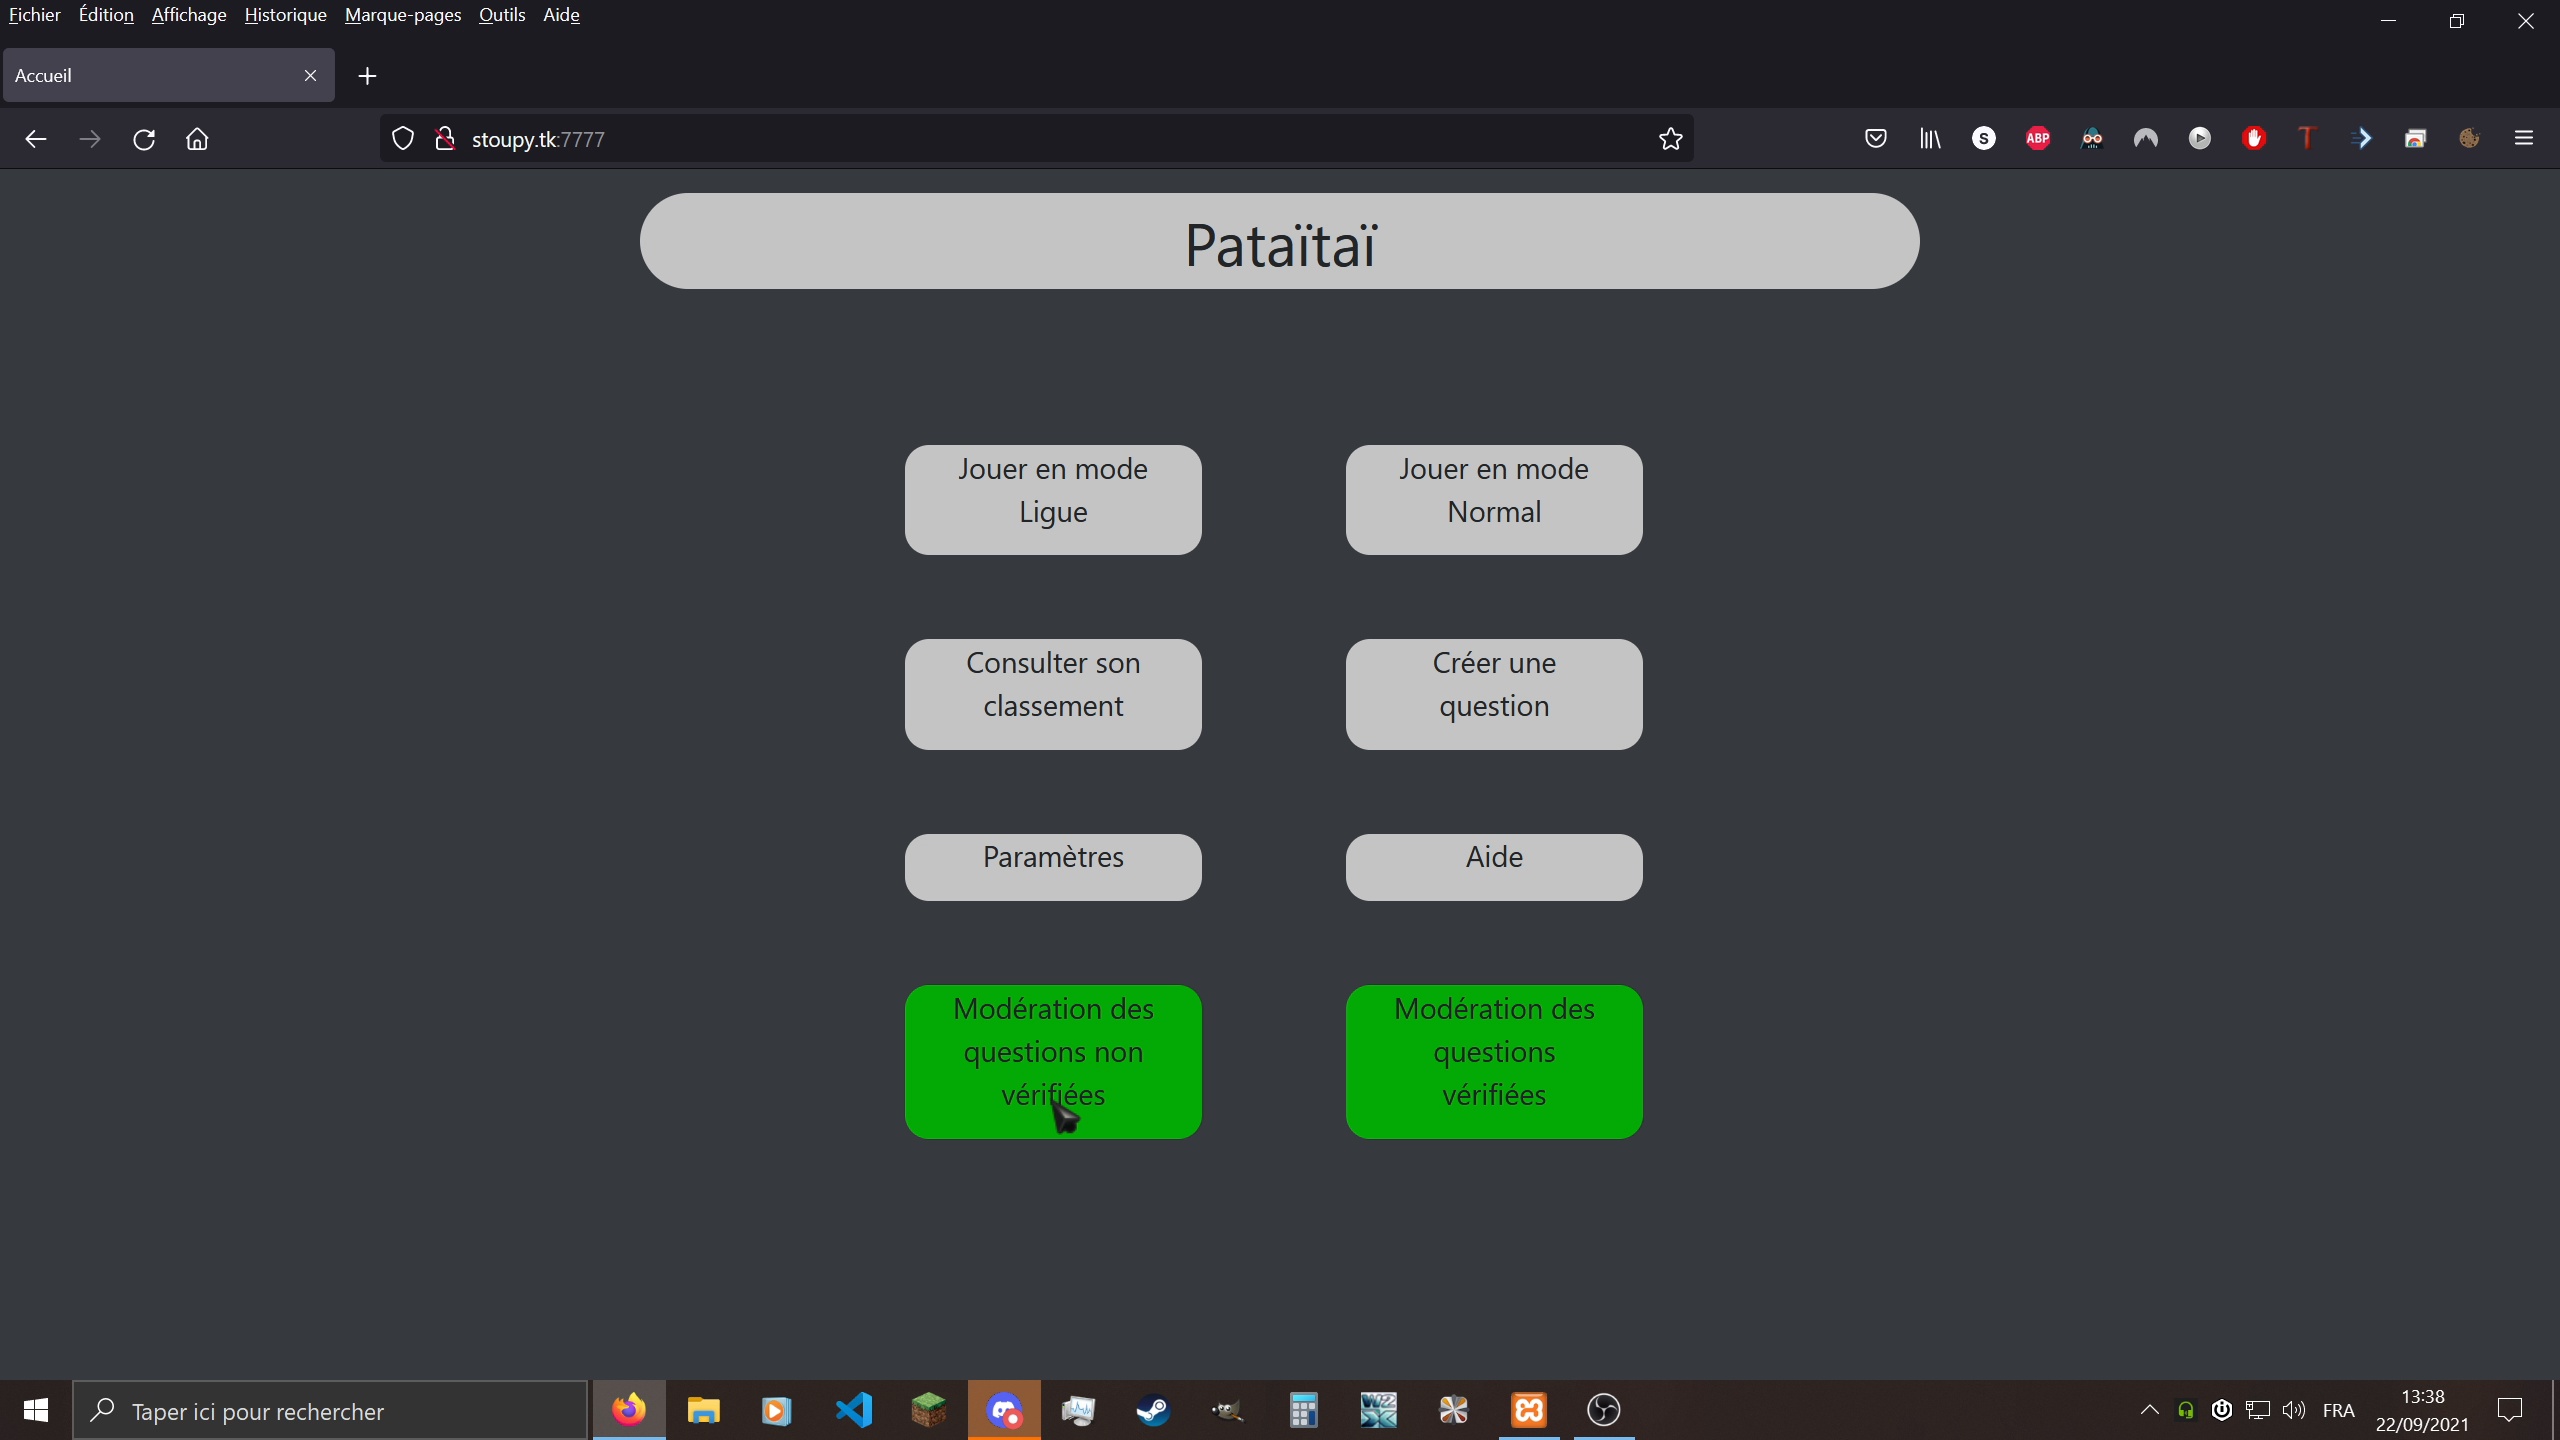 Fichier Édition Affichage Historique Marque-pages Outils Aide
Accueil
stoupy.tk:7777
S ABP T
Pataïtaï
Jouer en mode
Ligue
Jouer en mode
Normal
Consulter son
classement
Créer une
question
Paramètres
Aide
Modération des
questions non
vérifiées
Modération des
questions
vérifiées
Taper ici pour rechercher
FRA
13:38
22/09/2021